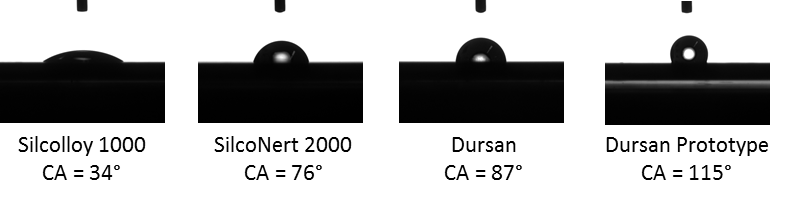 Silcolloy 1000
CA = 34°
SilcoNert 2000
CA = 76°
Dursan
CA = 87°
Dursan Prototype
CA = 115°